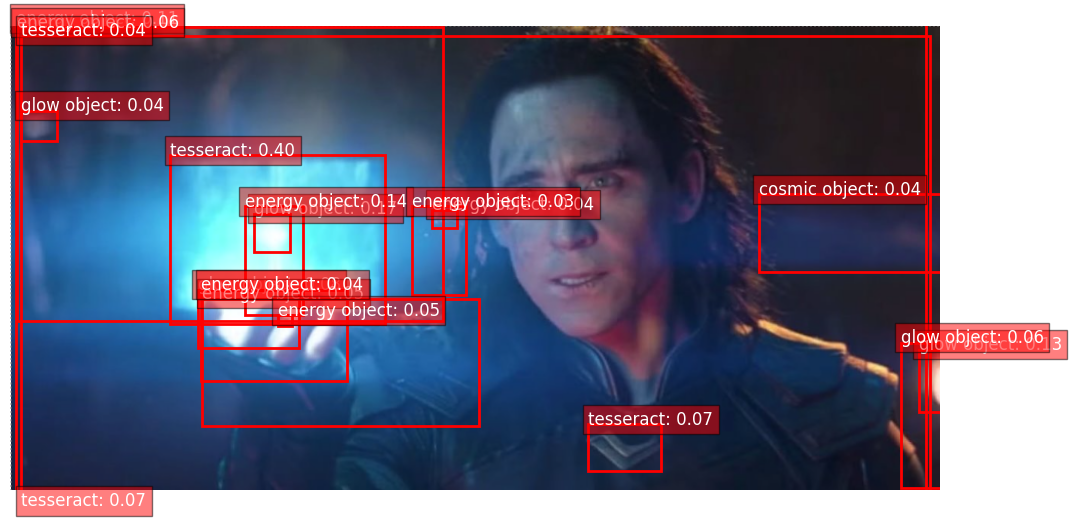 energy object: 0.11
0.06
tesseract: 0.04
glow object: 0.04
tesseract: 0.40
cosmic object: 0.04
energy object: 0.14
energy object: 0.03
glow object: 0.17
energy object: 0.04
energy object: 0.04
energy object: 0.05
energy object: 0.05
glow object: 0.06
glow object: 0.13
tesseract: 0.07
tesseract: 0.07